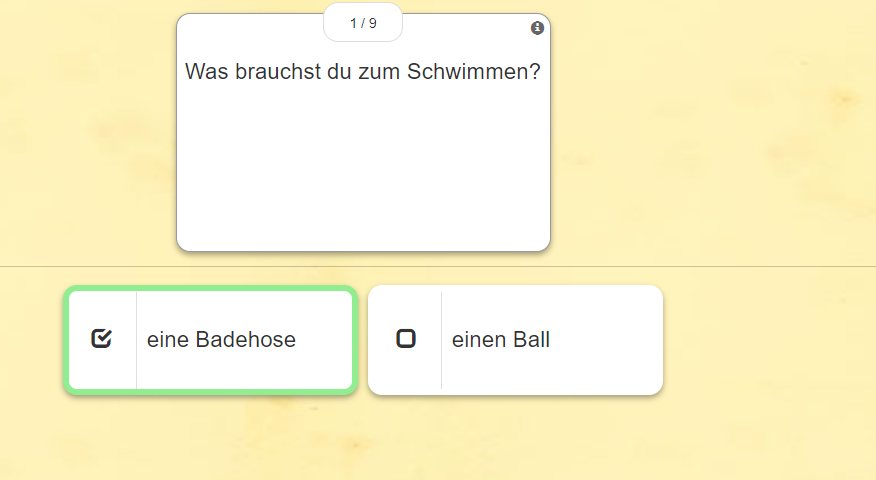 1 / 9
Was brauchst du zum Schwimmen?
eine Badehose
einen Ball